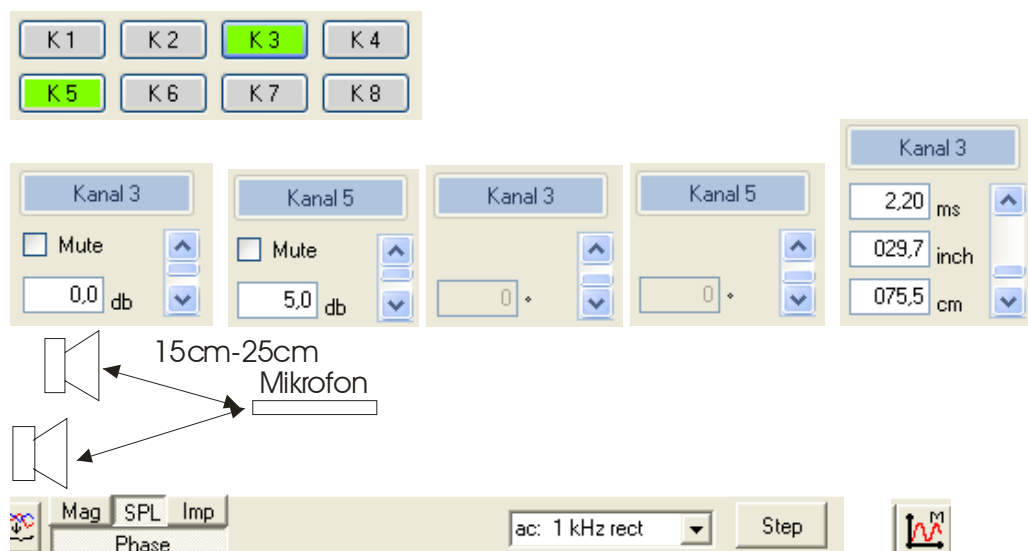 K 1 K 2 K 3 K 4
K 5 K 6 K 7 K 8
Kanal 3
Mute
0,0 db
Kanal 5
Mute
5,0 db
Kanal 3
0 °
Kanal 5
0 °
Kanal 3
2,20 ms
029,7 inch
075,5 cm
15cm-25cm
Mikrofon
Mag SPL Imp
Phase
ac: 1 kHz rect
Step
M